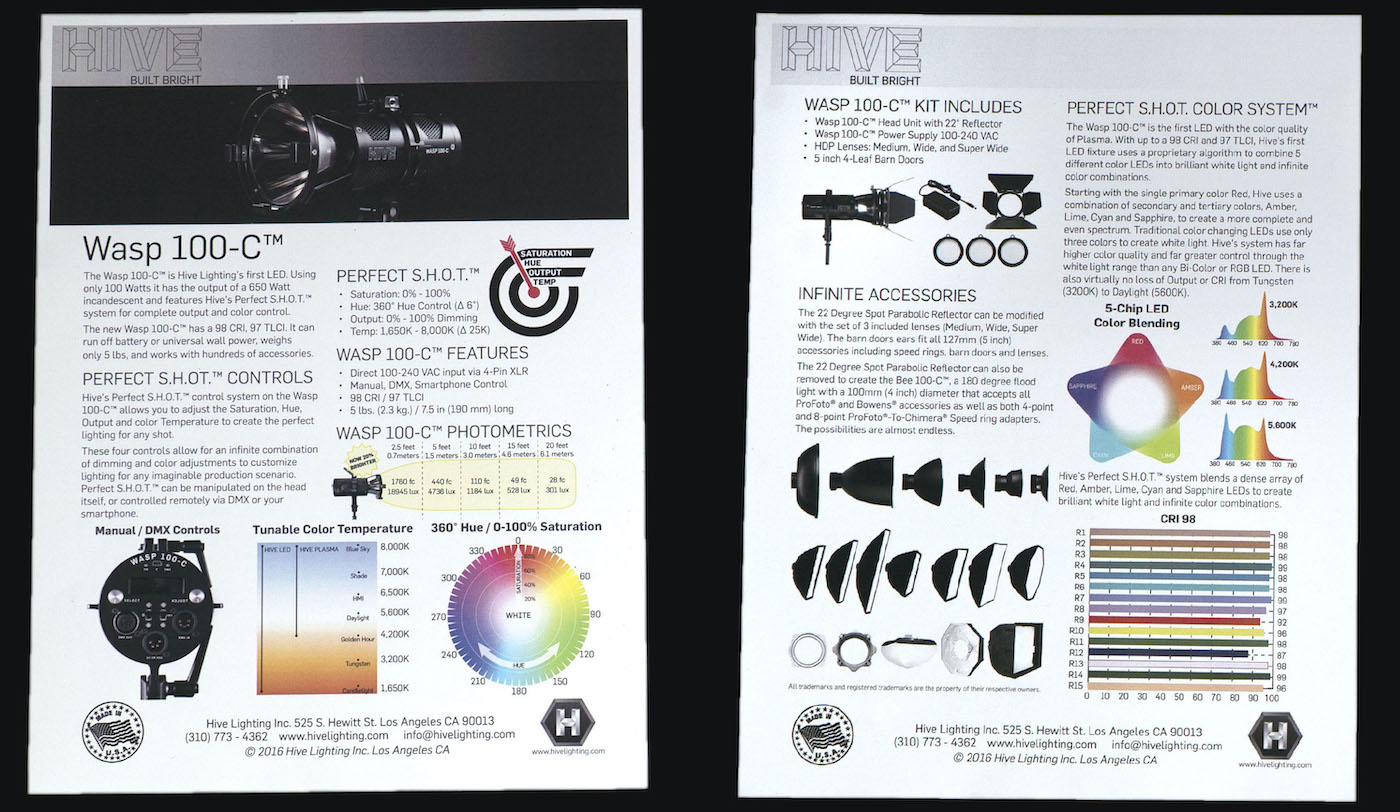 HIVE
BUILT BRIGHT
HIVE
WASP 100-C
Wasp 100-C™
The Wasp 100-C™ is Hive Lighting's first LED. Using
only 100 Watts it has the output of a 650 Watt
incandescent and features Hive's Perfect S.H.O.T.™
system for complete output and color control.
The new Wasp 100-C™ has a 98 CRI, 97 TLCI. It can
run off battery or universal wall power, weighs
only 5 lbs, and works with hundreds of accessories.
PERFECT S.H.OT.™ CONTROLS
Hive's Perfect S.H.O.T.™ control system on the Wasp
100-C™ allows you to adjust the Saturation, Hue,
Output and color Temperature to create the perfect
lighting for any shot.
These four controls allow for an infinite combination
of dimming and color adjustments to customize
lighting for any imaginable production scenario.
Perfect S.H.O.T.™ can be manipulated on the head
itself, or controlled remotely via DMX or your
smartphone.
PERFECT S.H.O.T.™
• Saturation: 0% - 100%
• Hue: 360° Hue Control (Δ 6°)
• Output: 0% - 100% Dimming
• Temp: 1,650K - 8,000K (Δ 25K)
SATURATION
HUE
OUTPUT
TEMP
WASP 100-C™ FEATURES
• Direct 100-240 VAC input via 4-Pin XLR
• Manual, DMX, Smartphone Control
• 98 CRI / 97 TLCI
• 5 lbs. (2.3 kg.) / 7.5 in (190 mm) long
WASP 100-C™ PHOTOMETRICS
NOW 20%
BRIGHTER
2.5 feet 5 feet 10 feet 15 feet 20 feet
0.7meters 1.5 meters 3.0 meters 4.6 meters 6.1 meters
1760 fc 440 fc 110 fc 49 fc 28 fc
18945 lux 4736 lux 1184 lux 528 lux 301 lux
Manual / DMX Controls
WASP 100-C
SELECT
ADJUST
Tunable Color Temperature
HIVE LED HIVE PLASMA Blue Sky 8,000K
Shade 7,000K
HMI 6,500K
Daylight 5,600K
Golden Hour 4,200K
Tungsten 3,200K
Candlelight 1,650K
360° Hue / 0-100% Saturation
0
30
60
90
120
150
180
210
240
270
300
330
SATURATION
80%
60%
40%
20%
WHITE
HUE
MADE IN
U.S.A.
Hive Lighting Inc. 525 S. Hewitt St. Los Angeles CA 90013
(310) 773 - 4362 www.hivelighting.com info@hivelighting.com
© 2016 Hive Lighting Inc. Los Angeles CA
H
www.hivelighting.com
HIVE
BUILT BRIGHT
WASP 100-C™ KIT INCLUDES
• Wasp 100-C™ Head Unit with 22° Reflector
• Wasp 100-C™ Power Supply 100-240 VAC
• HDP Lenses: Medium, Wide, and Super Wide
• 5 inch 4-Leaf Barn Doors
INFINITE ACCESSORIES
The 22 Degree Spot Parabolic Reflector can be modified
with the set of 3 included lenses (Medium, Wide, Super
Wide). The barn doors ears fit all 127mm (5 inch)
accessories including speed rings, barn doors and lenses.
The 22 Degree Spot Parabolic Reflector can also be
removed to create the Bee 100-C™, a 180 degree flood
light with a 100mm (4 inch) diameter that accepts all
ProFoto® and Bowens® accessories as well as both 4-point
and 8-point ProFoto®-To-Chimera® Speed ring adapters.
The possibilities are almost endless.
All trademarks and registered trademarks are the property of their respective owners.
PERFECT S.H.O.T. COLOR SYSTEM™
The Wasp 100-C™ is the first LED with the color quality
of Plasma. With up to a 98 CRI and 97 TLCI, Hive's first
LED fixture uses a proprietary algorithm to combine 5
different color LEDs into brilliant white light and infinite
color combinations.
Starting with the single primary color Red, Hive uses a
combination of secondary and tertiary colors, Amber,
Lime, Cyan and Sapphire, to create a more complete and
even spectrum. Traditional color changing LEDs use only
three colors to create white light. Hive's system has far
higher color quality and far greater control through the
white light range than any Bi-Color or RGB LED. There is
also virtually no loss of Output or CRI from Tungsten
(3200K) to Daylight (5600K).
5-Chip LED
Color Blending
RED
AMBER
LIME
CYAN
SAPPHIRE
3,200K
380 460 540 620 700 780
4,200K
380 460 540 620 700 780
5,600K
380 460 540 620 700 780
Hive's Perfect S.H.O.T.™ system blends a dense array of
Red, Amber, Lime, Cyan and Sapphire LEDs to create
brilliant white light and infinite color combinations.
CRI 98
R1 98
R2 98
R3 98
R4 98
R5 98
R6 98
R7 99
R8 97
R9 92
R10 96
R11 98
R12 87
R13 98
R14 99
R15 96
0 10 20 30 40 50 60 70 80 90 100
MADE IN
U.S.A.
Hive Lighting Inc. 525 S. Hewitt St. Los Angeles CA 90013
(310) 773 - 4362 www.hivelighting.com info@hivelighting.com
© 2016 Hive Lighting Inc. Los Angeles CA
H
www.hivelighting.com